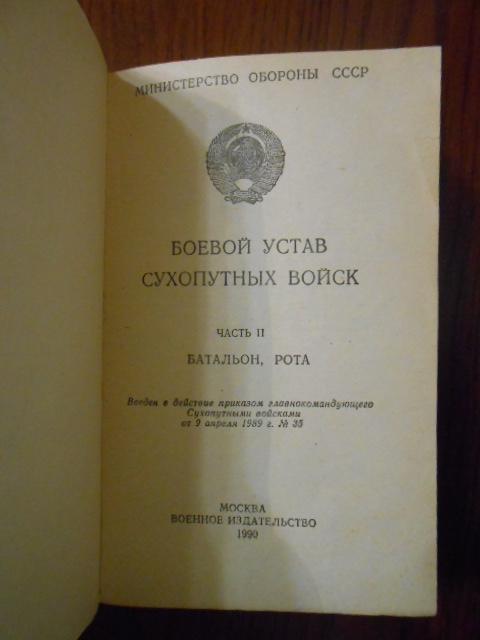 МИНИСТЕРСТВО ОБОРОНЫ СССР
БОЕВОЙ УСТАВ
СУХОПУТНЫХ ВОЙСК
ЧАСТЬ II
БАТАЛЬОН, РОТА
Введен в действие приказом главнокомандующего
Сухопутными войсками
от 9 апреля 1989 г. № 35
МОСКВА
ВОЕННОЕ ИЗДАТЕЛЬСТВО
1990